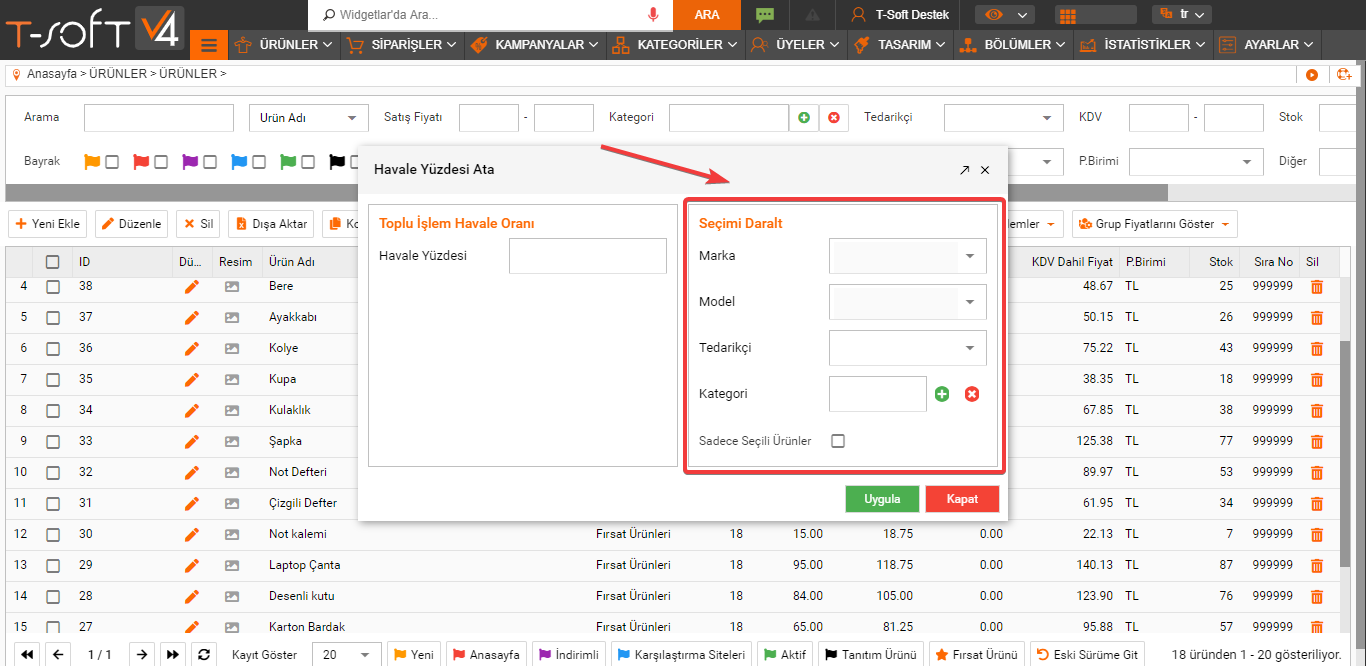 T-SOFT V4
Widgetlar'da Ara...
ARA
T-Soft Destek
tr
ÜRÜNLER
SİPARİŞLER
KAMPANYALAR
KATEGORİLER
ÜYELER
TASARIM
BÖLÜMLER
İSTATİSTİKLER
AYARLAR
Anasayfa > ÜRÜNLER > ÜRÜNLER >
Arama
Ürün Adı
Satış Fiyatı
-
Kategori
Tedarikçi
KDV
-
Stok
Bayrak
P.Birimi
Diğer
Havale Yüzdesi Ata
Yeni Ekle
Düzenle
Sil
Dışa Aktar
Ko
emler
Grup Fiyatlarını Göster
Toplu İşlem Havale Oranı
Havale Yüzdesi
Seçimi Daralt
Marka
Model
Tedarikçi
Kategori
Sadece Seçili Ürünler
Uygula
Kapat
ID Dü... Resim Ürün Adı KDV Dahil Fiyat P.Birimi Stok Sıra No Sil
4 38 Bere 48.67 TL 25 999999
5 37 Ayakkabı 50.15 TL 26 999999
6 36 Kolye 75.22 TL 43 999999
7 35 Kupa 38.35 TL 18 999999
8 34 Kulaklık 67.85 TL 38 999999
9 33 Şapka 125.38 TL 77 999999
10 32 Not Defteri 89.97 TL 53 999999
11 31 Çizgili Defter 61.95 TL 34 999999
12 30 Not kalemi Fırsat Ürünleri 18 15.00 18.75 0.00 22.13 TL 7 999999
13 29 Laptop Çanta Fırsat Ürünleri 18 95.00 118.75 0.00 140.13 TL 87 999999
14 28 Desenli kutu Fırsat Ürünleri 18 84.00 105.00 0.00 123.90 TL 76 999999
15 27 Karton Bardak Fırsat Ürünleri 18 65.00 81.25 0.00 95.88 TL 57 999999
1 / 1
Kayıt Göster
20
Yeni
Anasayfa
İndirimli
Karşılaştırma Siteleri
Aktif
Tanıtım Ürünü
Fırsat Ürünü
Eski Sürüme Git
18 üründen 1 - 20 gösteriliyor.